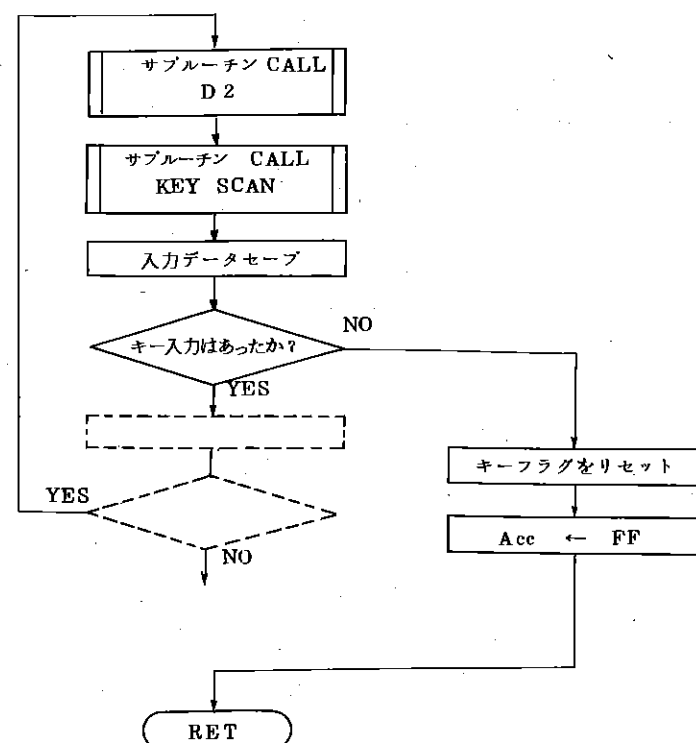 サブルーチン CALL
D 2
サブルーチン CALL
KEY SCAN
入力データセーブ
キー入力はあったか?
NO
YES
YES
NO
キーフラグをリセット
Acc ← FF
RET